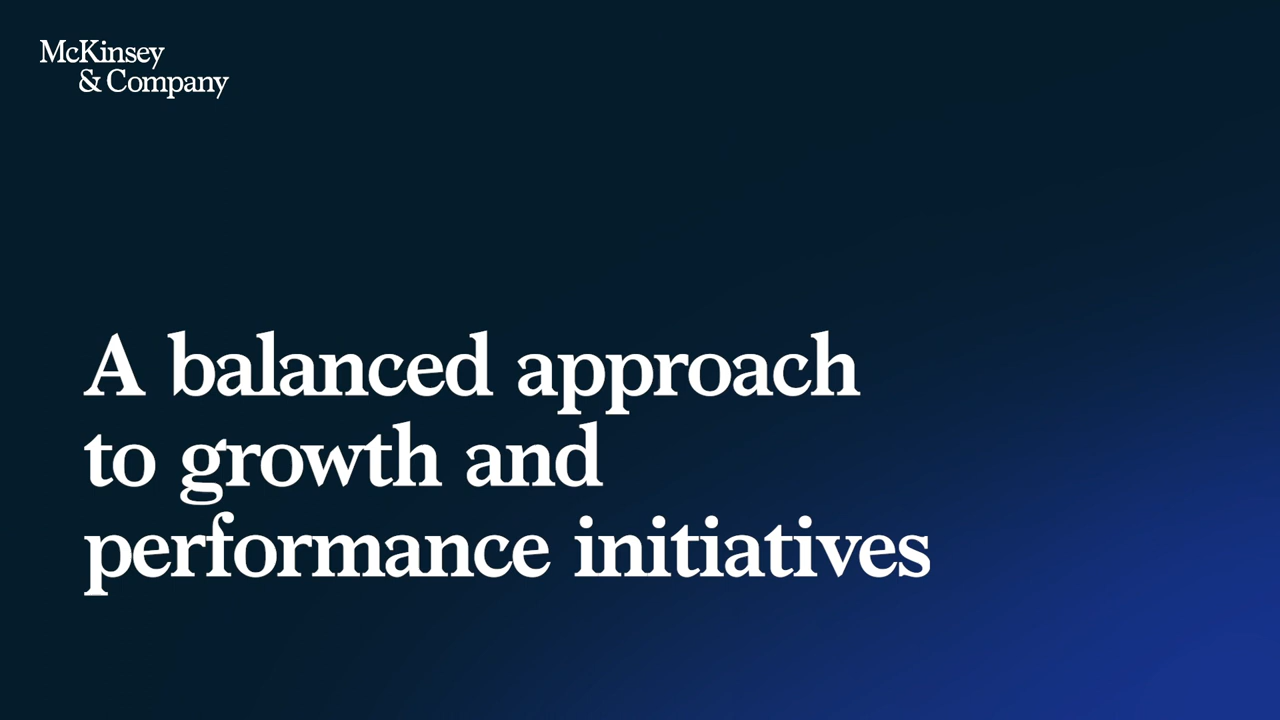 McKinsey
& Company
A balanced approach
to growth and
performance initiatives